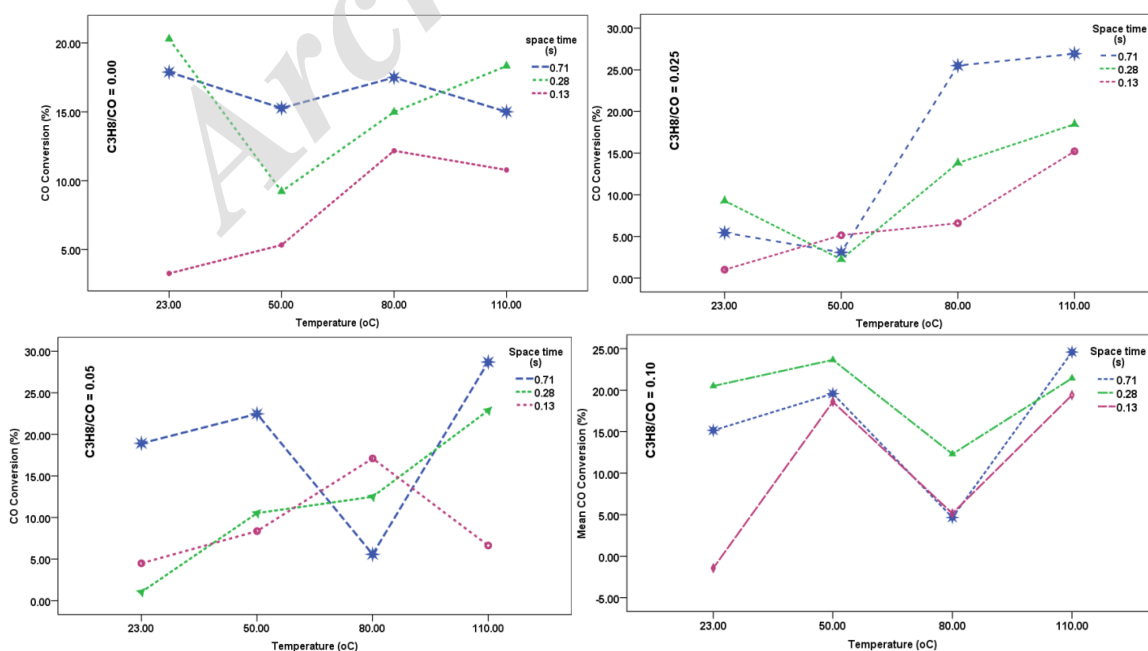 Arc
C3H8/CO = 0.00
CO Conversion (%)
20.00
15.00
10.00
5.00
23.00 50.00 80.00 110.00
Temperature (oC)
space time
(s)
0.71
0.28
0.13
C3H8/CO = 0.025
CO Conversion (%)
30.00
25.00
20.00
15.00
10.00
5.00
0.00
23.00 50.00 80.00 110.00
Temperature (oC)
Space time
(s)
0.71
0.28
0.13
C3H8/CO = 0.05
CO Conversion (%)
30.00
25.00
20.00
15.00
10.00
5.00
0.00
23.00 50.00 80.00 110.00
Temperature (oC)
Space time
(s)
0.71
0.28
0.13
C3H8/CO = 0.10
Mean CO Conversion (%)
25.00
20.00
15.00
10.00
5.00
0.00
-5.00
23.00 50.00 80.00 110.00
Temperature (oC)
Space time
(s)
0.71
0.28
0.13